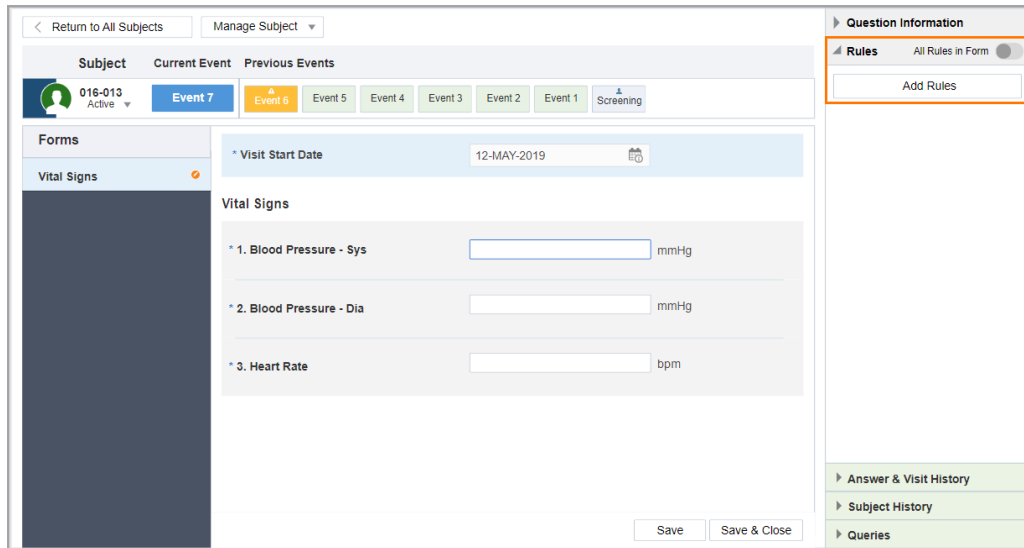 Return to All Subjects
Manage Subject
Subject Current Event Previous Events
016-013
Active
Event 7
Event 6
Event 5
Event 4
Event 3
Event 2
Event 1
Screening
Forms
Vital Signs
* Visit Start Date 12-MAY-2019
Vital Signs
* 1. Blood Pressure - Sys mmHg
* 2. Blood Pressure - Dia mmHg
* 3. Heart Rate bpm
Save
Save & Close
Question Information
Rules All Rules in Form
Add Rules
Answer & Visit History
Subject History
Queries